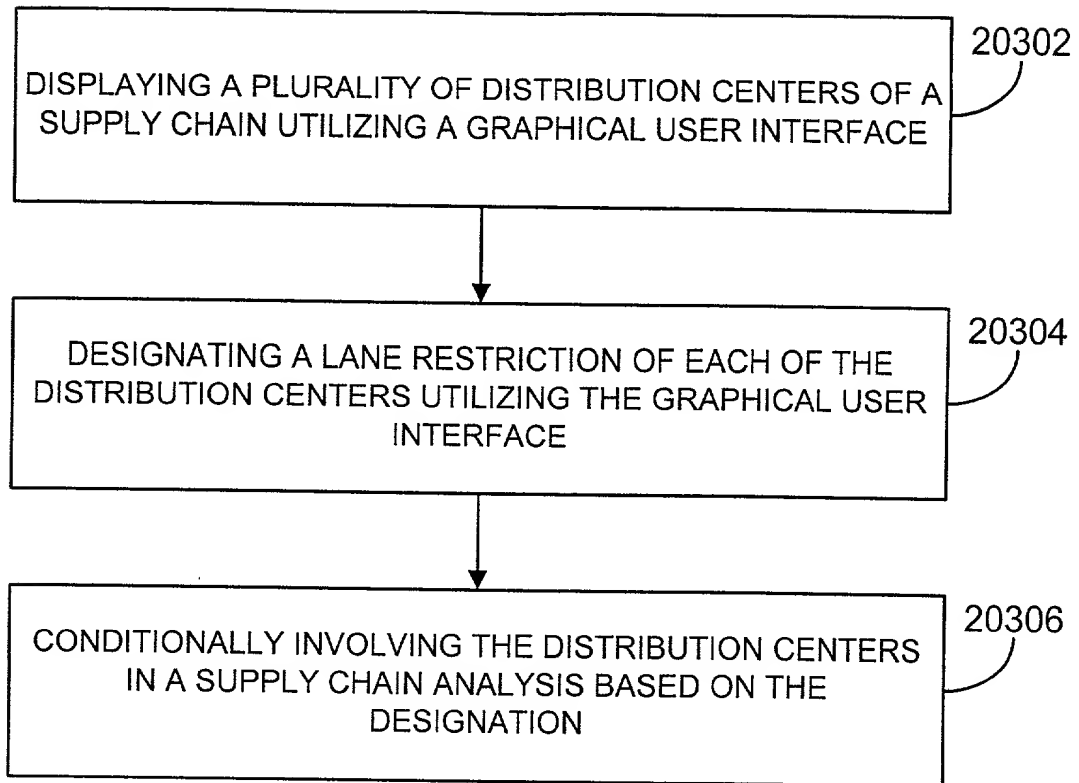 20302
DISPLAYING A PLURALITY OF DISTRIBUTION CENTERS OF A
SUPPLY CHAIN UTILIZING A GRAPHICAL USER INTERFACE
20304
DESIGNATING A LANE RESTRICTION OF EACH OF THE
DISTRIBUTION CENTERS UTILIZING THE GRAPHICAL USER
INTERFACE
20306
CONDITIONALLY INVOLVING THE DISTRIBUTION CENTERS
IN A SUPPLY CHAIN ANALYSIS BASED ON THE
DESIGNATION